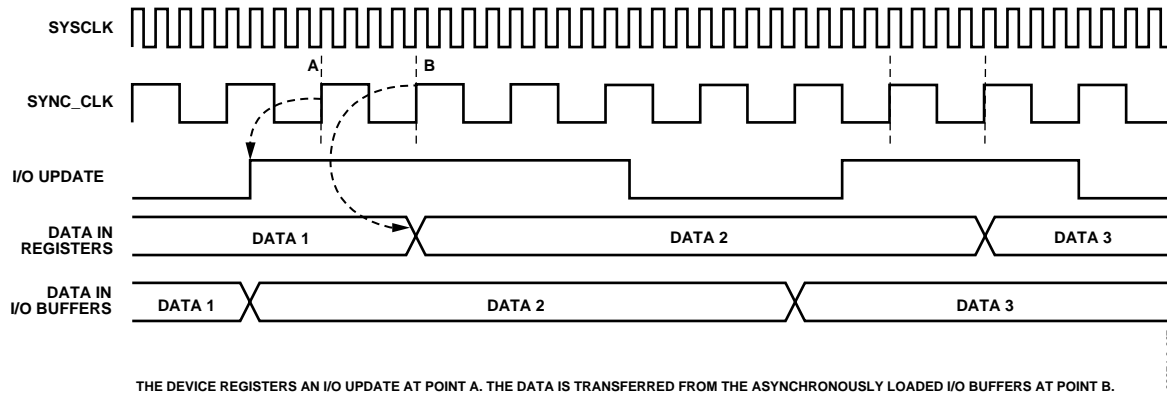 SYSCLK
A B
SYNC_CLK
I/O UPDATE
DATA IN
REGISTERS
DATA 1 DATA 2 DATA 3
DATA IN
I/O BUFFERS
DATA 1 DATA 2 DATA 3
THE DEVICE REGISTERS AN I/O UPDATE AT POINT A. THE DATA IS TRANSFERRED FROM THE ASYNCHRONOUSLY LOADED I/O BUFFERS AT POINT B.